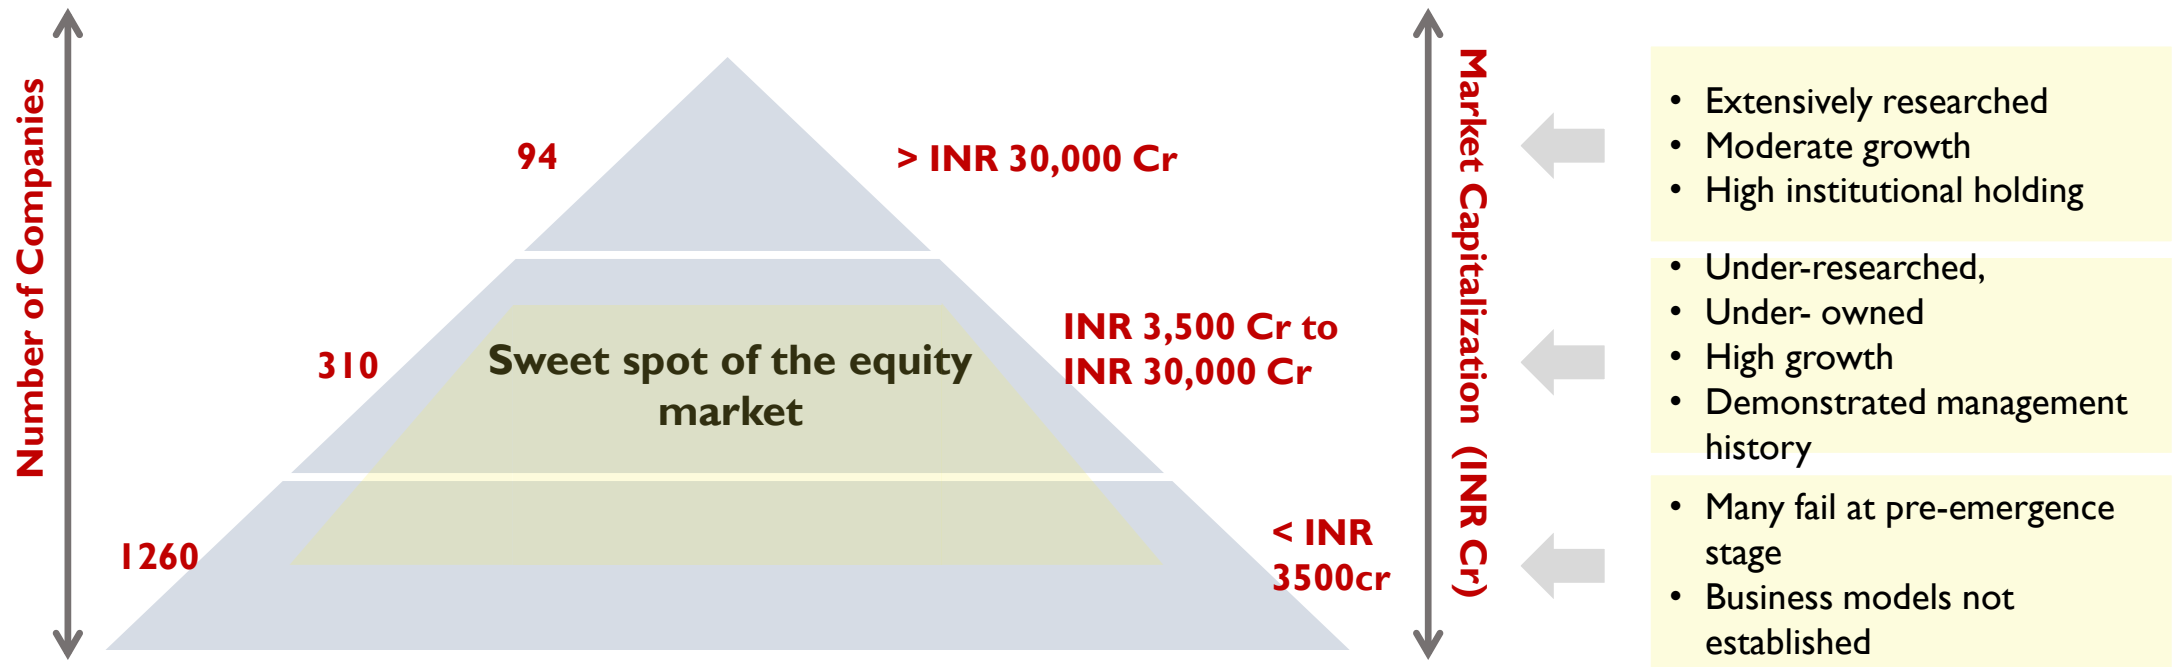 Number of Companies
94
> INR 30,000 Cr
310
Sweet spot of the equity
market
INR 3,500 Cr to
INR 30,000 Cr
1260
< INR
3500cr
Market Capitalization (INR Cr)
• Extensively researched
• Moderate growth
• High institutional holding
• Under-researched,
• Under- owned
• High growth
• Demonstrated management
history
• Many fail at pre-emergence
stage
• Business models not
established